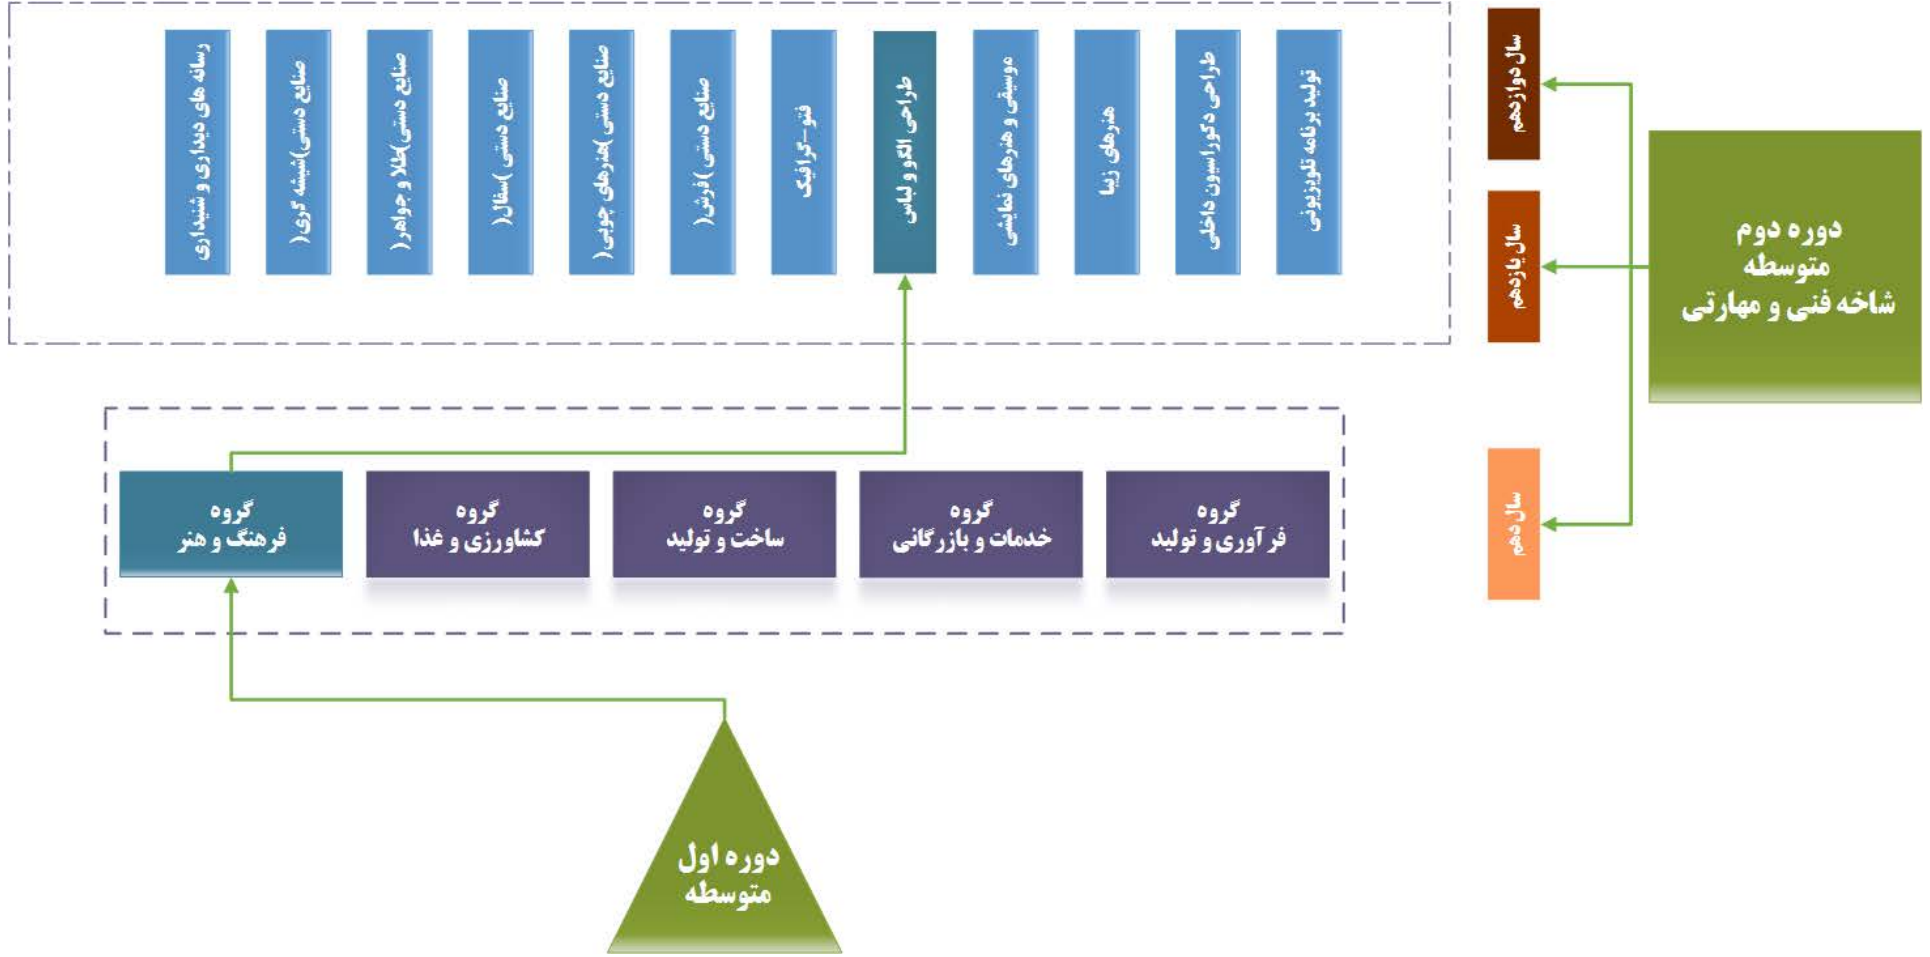 سال دوازدهم
سال یازدهم
سال دهم
دوره دوم
متوسطه
شاخه فنی و مهارتی
تولید برنامه تلویزیونی
طراحی دکوراسیون داخلی
هنرهای زیبا
موسیقی و هنرهای نمایشی
طراحی الگو و لباس
فتو-گرافیک
صنایع دستی )فرش(
صنایع دستی )سفال(
صنایع دستی )هنرهای چوبی(
صنایع دستی)طلا و جواهر(
صنایع دستی)شیشه گری(
رسانه های دیداری و شنیداری
گروه
فرآوری و تولید
گروه
خدمات و بازرگانی
گروه
ساخت و تولید
گروه
کشاورزی و غذا
گروه
فرهنگ و هنر
دوره اول
متوسطه